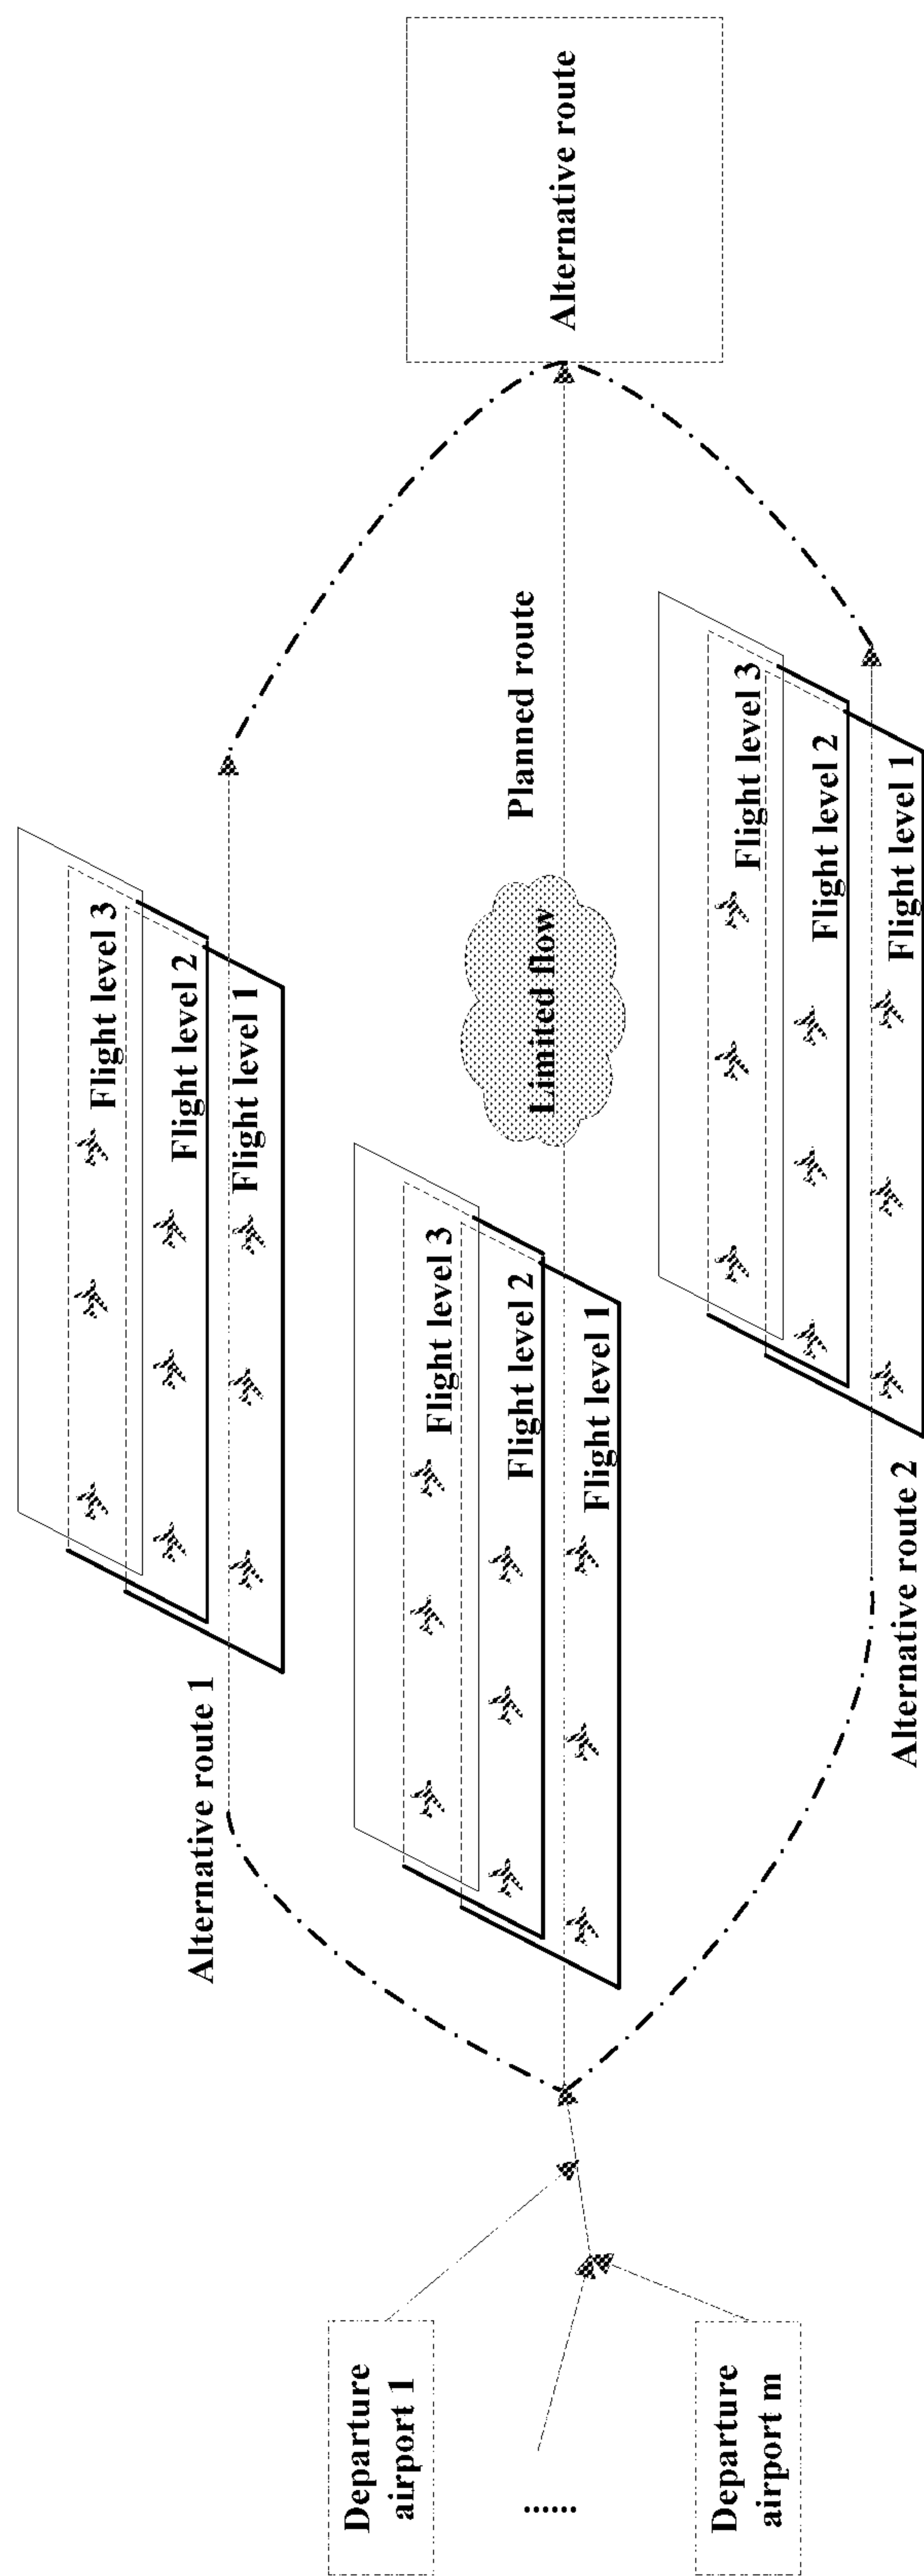 Departure
airport 1
......
Departure
airport m
Alternative route 1
Flight level 3
Flight level 2
Flight level 1
Flight level 3
Flight level 2
Flight level 1
Limited flow
Planned route
Alternative route 2
Flight level 3
Flight level 2
Flight level 1
Alternative route